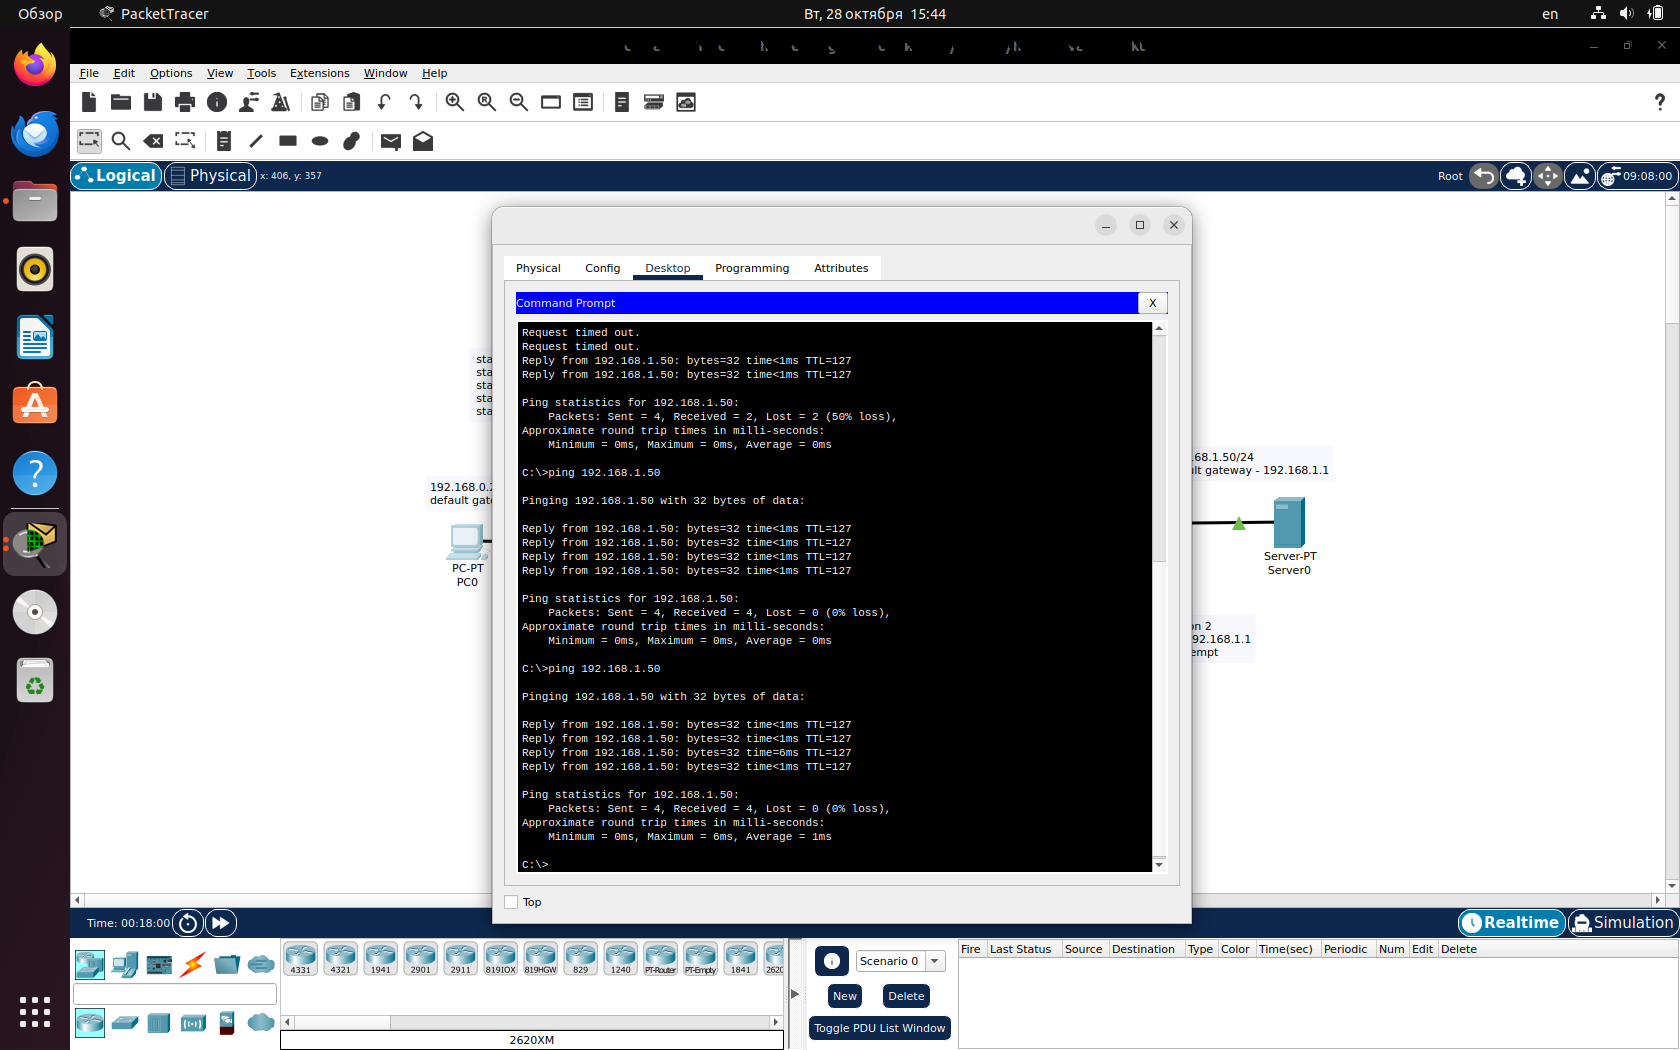 Обзор
PacketTracer
Вт, 28 октября 15:44
en
File Edit Options View Tools Extensions Window Help
?
Logical
Physical
x: 406, y: 357
Root
09:08:00
Physical Config Desktop Programming Attributes
Command Prompt
X
Request timed out.
Request timed out.
Reply from 192.168.1.50: bytes=32 time<1ms TTL=127
Reply from 192.168.1.50: bytes=32 time<1ms TTL=127
Ping statistics for 192.168.1.50:
Packets: Sent = 4, Received = 2, Lost = 2 (50% loss),
Approximate round trip times in milli-seconds:
Minimum = 0ms, Maximum = 0ms, Average = 0ms
C:\>ping 192.168.1.50
Pinging 192.168.1.50 with 32 bytes of data:
Reply from 192.168.1.50: bytes=32 time<1ms TTL=127
Reply from 192.168.1.50: bytes=32 time<1ms TTL=127
Reply from 192.168.1.50: bytes=32 time<1ms TTL=127
Reply from 192.168.1.50: bytes=32 time<1ms TTL=127
Ping statistics for 192.168.1.50:
Packets: Sent = 4, Received = 4, Lost = 0 (0% loss),
Approximate round trip times in milli-seconds:
Minimum = 0ms, Maximum = 0ms, Average = 0ms
C:\>ping 192.168.1.50
Pinging 192.168.1.50 with 32 bytes of data:
Reply from 192.168.1.50: bytes=32 time<1ms TTL=127
Reply from 192.168.1.50: bytes=32 time<1ms TTL=127
Reply from 192.168.1.50: bytes=32 time=6ms TTL=127
Reply from 192.168.1.50: bytes=32 time<1ms TTL=127
Ping statistics for 192.168.1.50:
Packets: Sent = 4, Received = 4, Lost = 0 (0% loss),
Approximate round trip times in milli-seconds:
Minimum = 0ms, Maximum = 6ms, Average = 1ms
C:\>
Top
sta
sta
sta
sta
sta
192.168.0.2
default gate
PC-PT
PC0
68.1.50/24
ult gateway - 192.168.1.1
Server-PT
Server0
on 2
92.168.1.1
empt
Time: 00:18:00
Realtime
Simulation
4331 4321 1941 2901 2911 819IOX 819HGW 829 1240 PT-Router PT-Empty 1841 2620
2620XM
Scenario 0
New
Delete
Toggle PDU List Window
Fire Last Status Source Destination Type Color Time(sec) Periodic Num Edit Delete